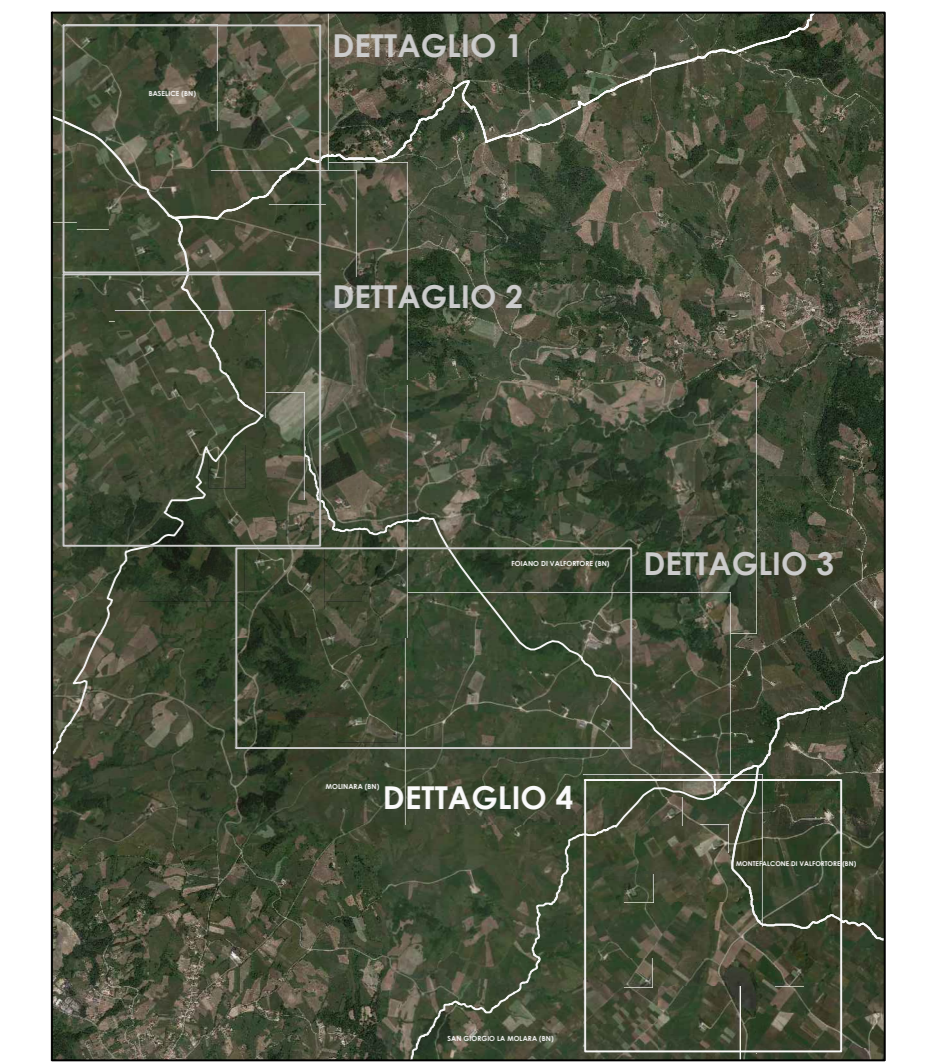 DETTAGLIO 1
BASELICE (BN)
DETTAGLIO 2
FOIANO DI VALFORTORE (BN)
DETTAGLIO 3
MOLINARA (BN)
DETTAGLIO 4
MONTEFALCONE DI VALFORTORE (BN)
SAN GIORGIO LA MOLARA (BN)